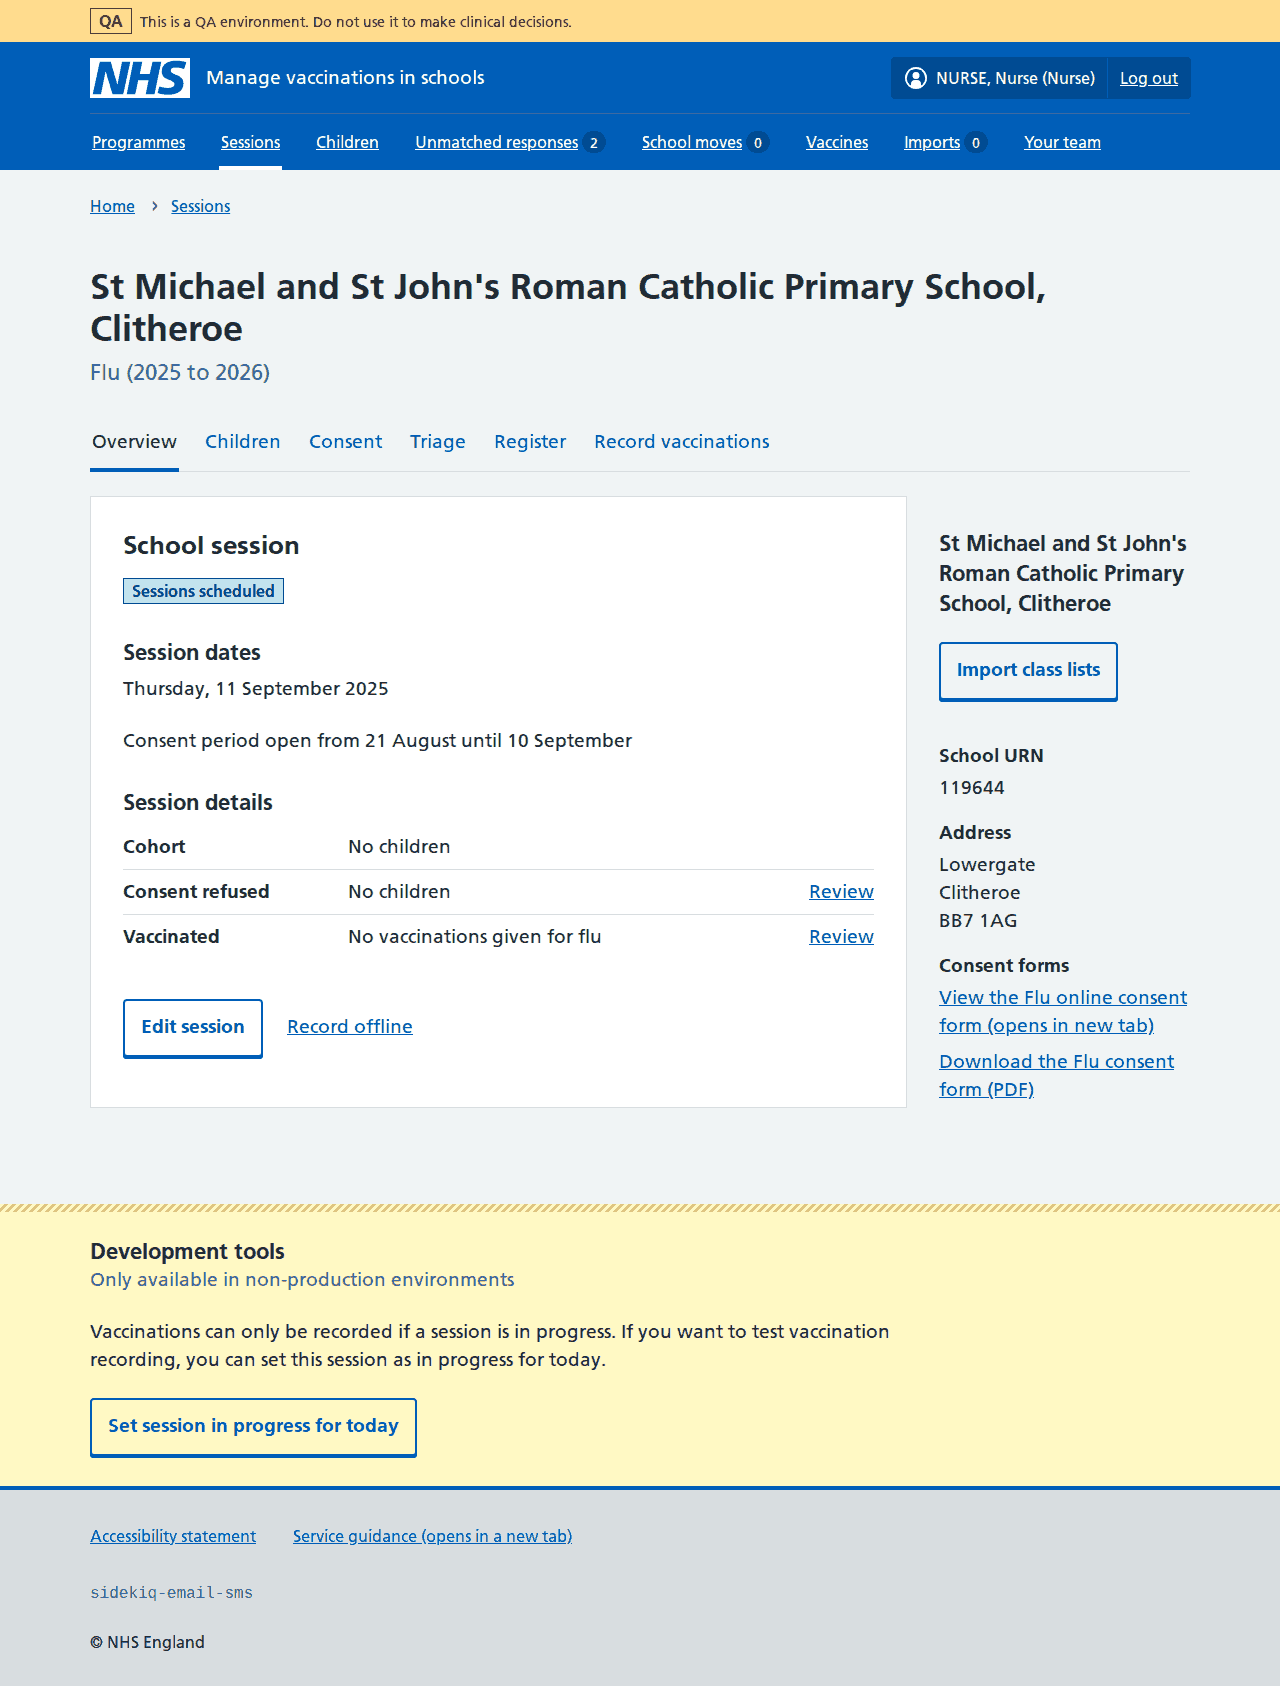 QA This is a QA environment. Do not use it to make clinical decisions.
NHS Manage vaccinations in schools NURSE, Nurse (Nurse) Log out
Programmes Sessions Children Unmatched responses 2 School moves 0 Vaccines Imports 0 Your team
Home › Sessions
St Michael and St John's Roman Catholic Primary School,
Clitheroe
Flu (2025 to 2026)
Overview Children Consent Triage Register Record vaccinations
School session
Sessions scheduled
Session dates
Thursday, 11 September 2025
Consent period open from 21 August until 10 September
Session details
Cohort No children
Consent refused No children Review
Vaccinated No vaccinations given for flu Review
Edit session Record offline
St Michael and St John's
Roman Catholic Primary
School, Clitheroe
Import class lists
School URN
119644
Address
Lowergate
Clitheroe
BB7 1AG
Consent forms
View the Flu online consent
form (opens in new tab)
Download the Flu consent
form (PDF)
Development tools
Only available in non-production environments
Vaccinations can only be recorded if a session is in progress. If you want to test vaccination
recording, you can set this session as in progress for today.
Set session in progress for today
Accessibility statement Service guidance (opens in a new tab)
sidekiq-email-sms
© NHS England